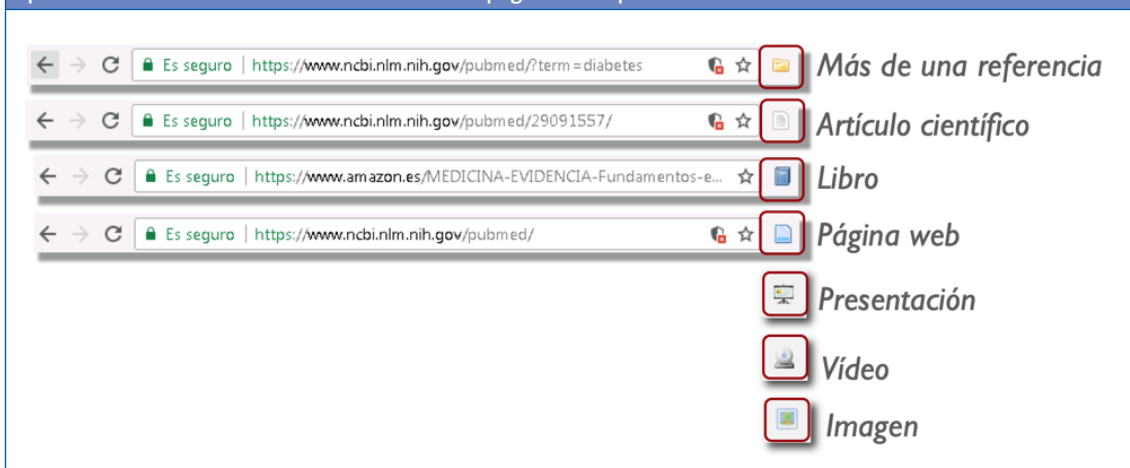 Es seguro | https://www.ncbi.nlm.nih.gov/pubmed/?term=diabetes Más de una referencia
Es seguro | https://www.ncbi.nlm.nih.gov/pubmed/29091557/ Artículo científico
Es seguro | https://www.amazon.es/MEDICINA-EVIDENCIA-Fundamentos-e... Libro
Es seguro | https://www.ncbi.nlm.nih.gov/pubmed/ Página web
Presentación
Vídeo
Imagen